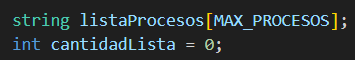 string listaProcesos[MAX_PROCESOS];
int cantidadLista = 0;